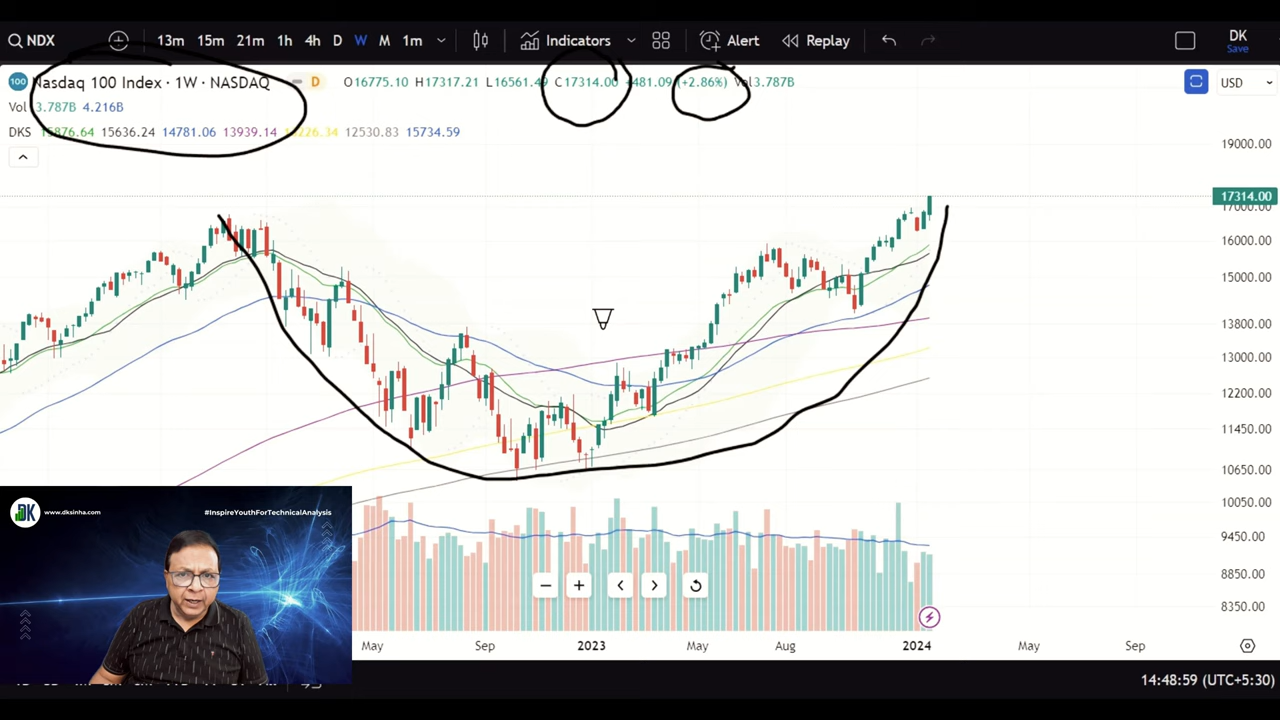 NDX 13m 15m 21m 1h 4h D W M 1m Indicators Alert Replay DK
Save
100 Nasdaq 100 Index · 1W · NASDAQ D O16775.10 H17317.21 L16561.49 C17314.00 +481.09 (+2.86%) Vol3.787B USD
Vol 3.787B 4.216B
DKS 15876.64 15636.24 14781.06 13939.14 12530.83 15734.59
19000.00
17314.00
17000.00
16000.00
15000.00
13800.00
13000.00
12200.00
11450.00
10650.00
10050.00
9450.00
8850.00
8350.00
DK www.dksinha.com #InspireYouthForTechnicalAnalysis
May Sep 2023 May Aug 2024 May Sep
14:48:59 (UTC+5:30)